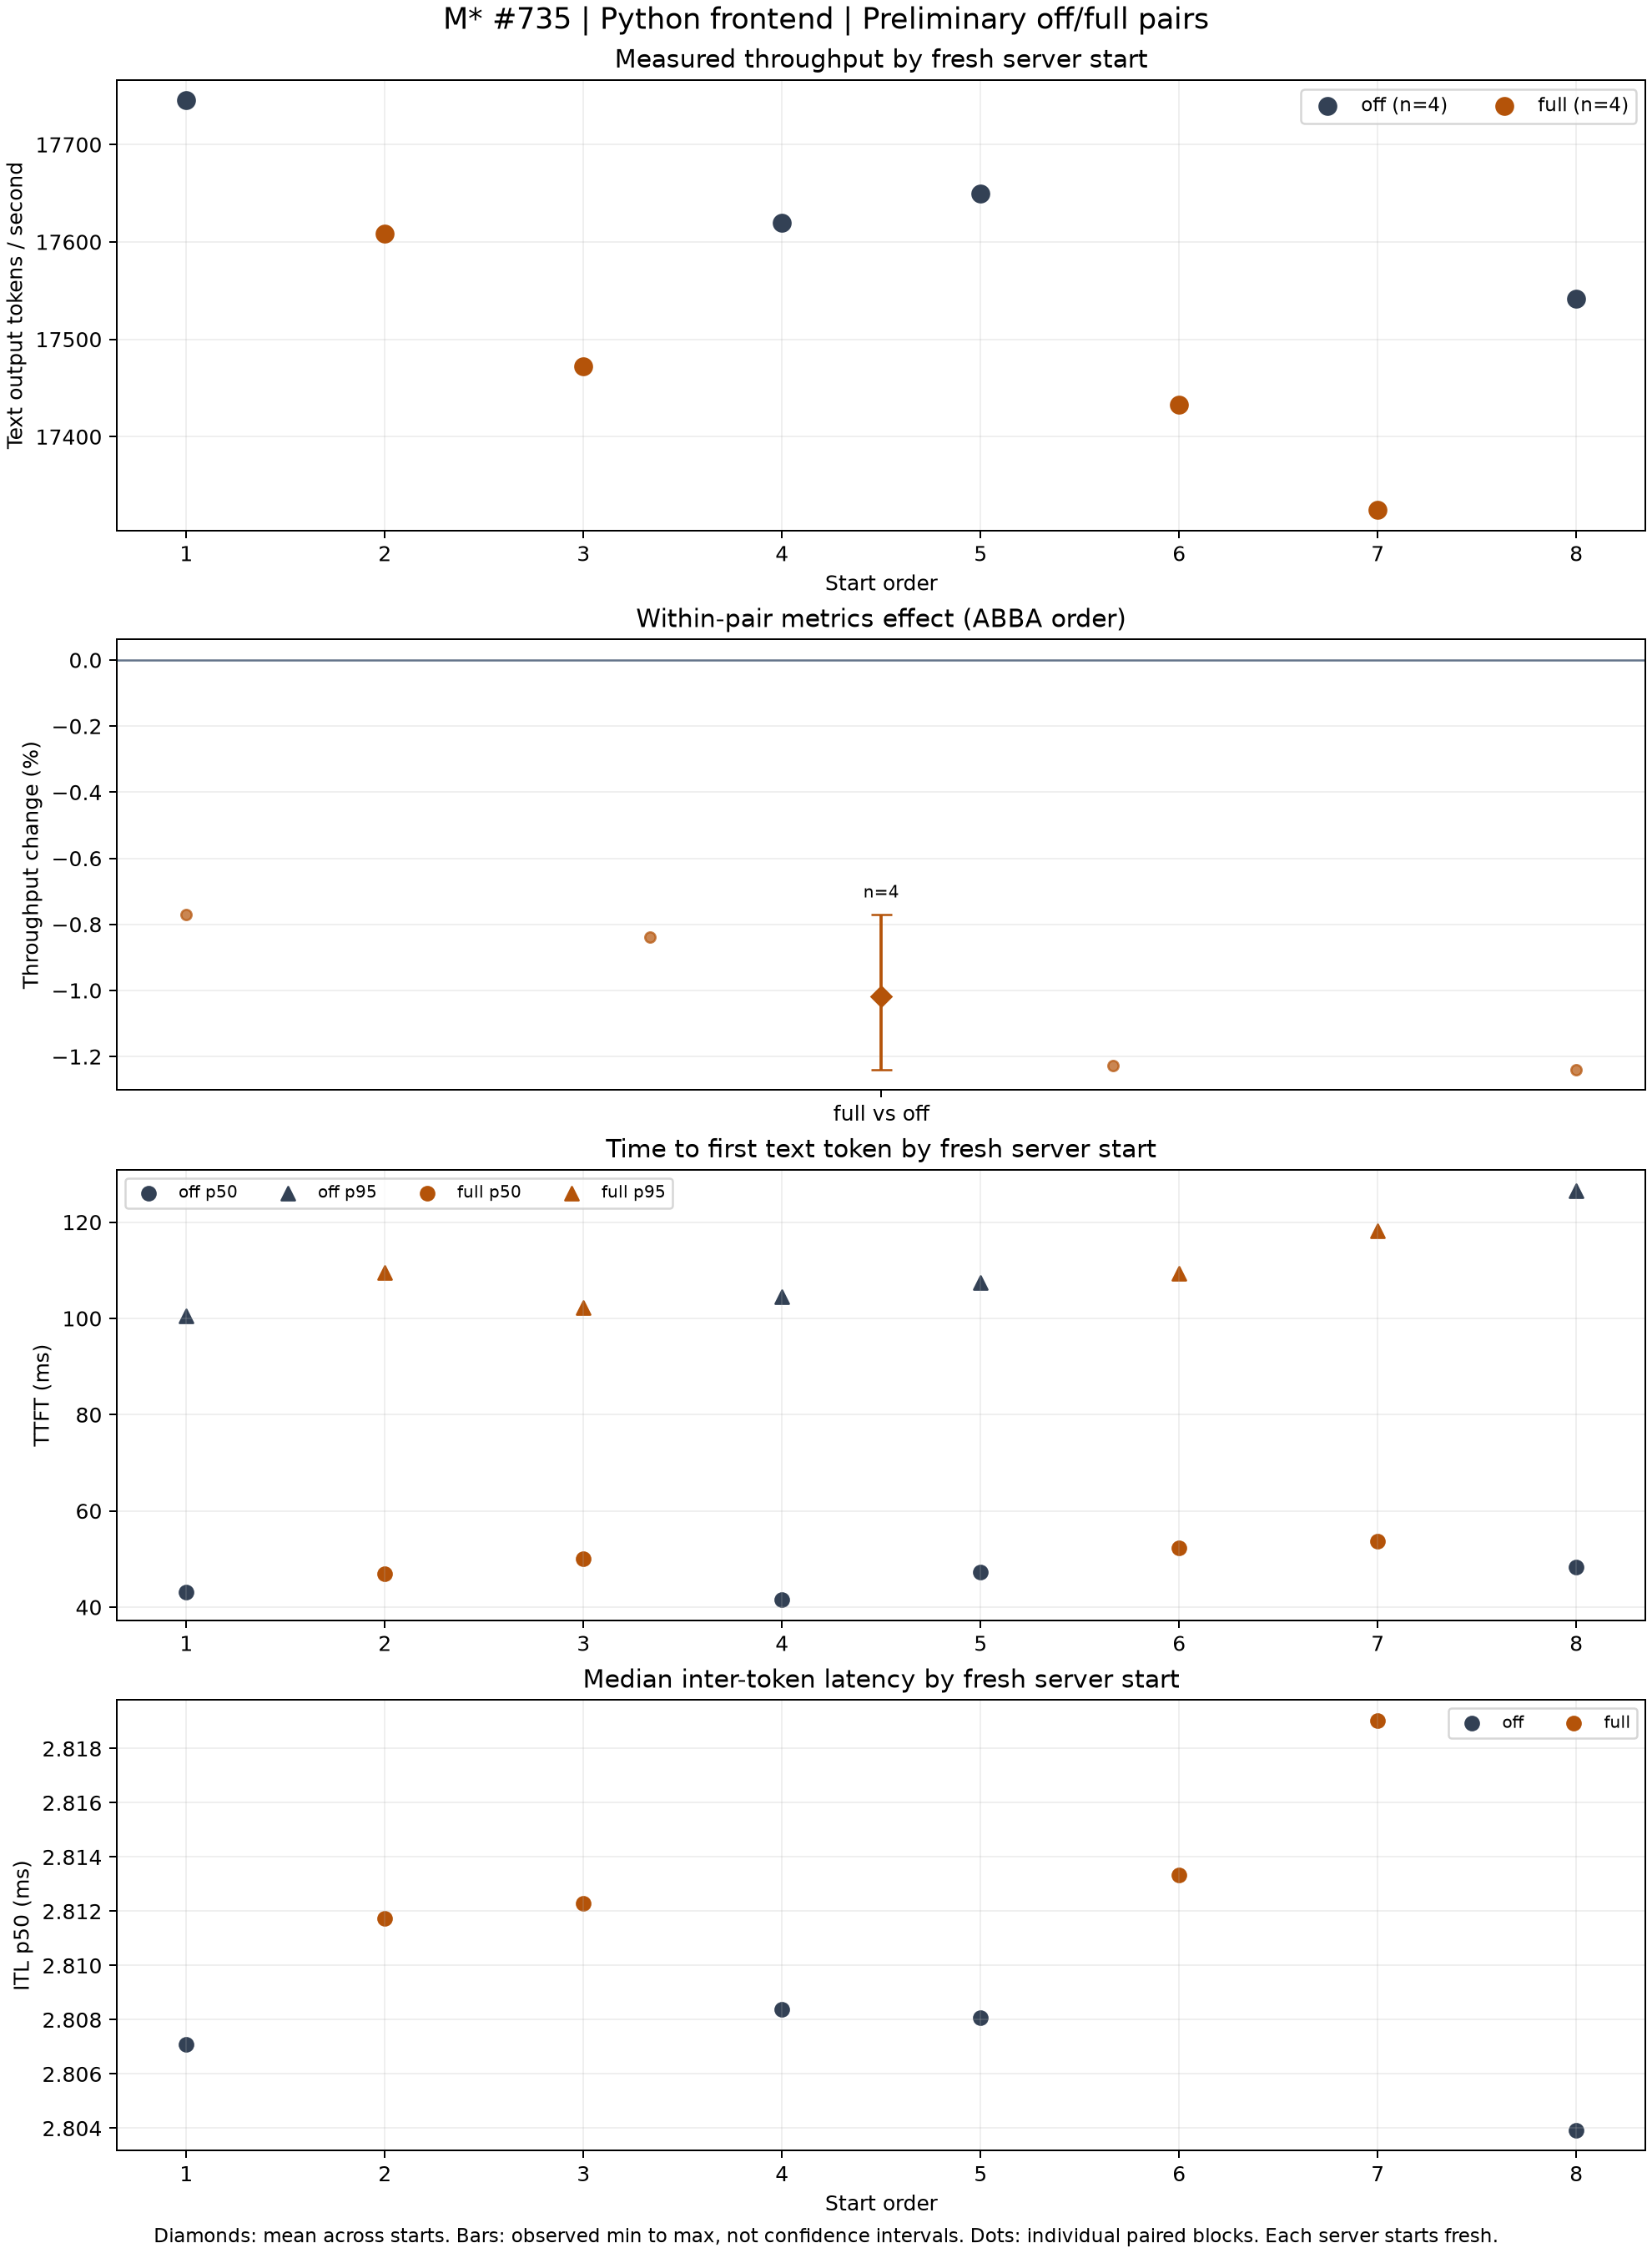 M* #735 | Python frontend | Preliminary off/full pairs
Measured throughput by fresh server start
off (n=4)
full (n=4)
Text output tokens / second
17700
17600
17500
17400
1 2 3 4 5 6 7 8
Start order
Within-pair metrics effect (ABBA order)
Throughput change (%)
0.0
−0.2
−0.4
−0.6
−0.8
−1.0
−1.2
n=4
full vs off
Time to first text token by fresh server start
off p50
off p95
full p50
full p95
TTFT (ms)
120
100
80
60
40
1 2 3 4 5 6 7 8
Median inter-token latency by fresh server start
off
full
ITL p50 (ms)
2.818
2.816
2.814
2.812
2.810
2.808
2.806
2.804
1 2 3 4 5 6 7 8
Start order
Diamonds: mean across starts. Bars: observed min to max, not confidence intervals. Dots: individual paired blocks. Each server starts fresh.